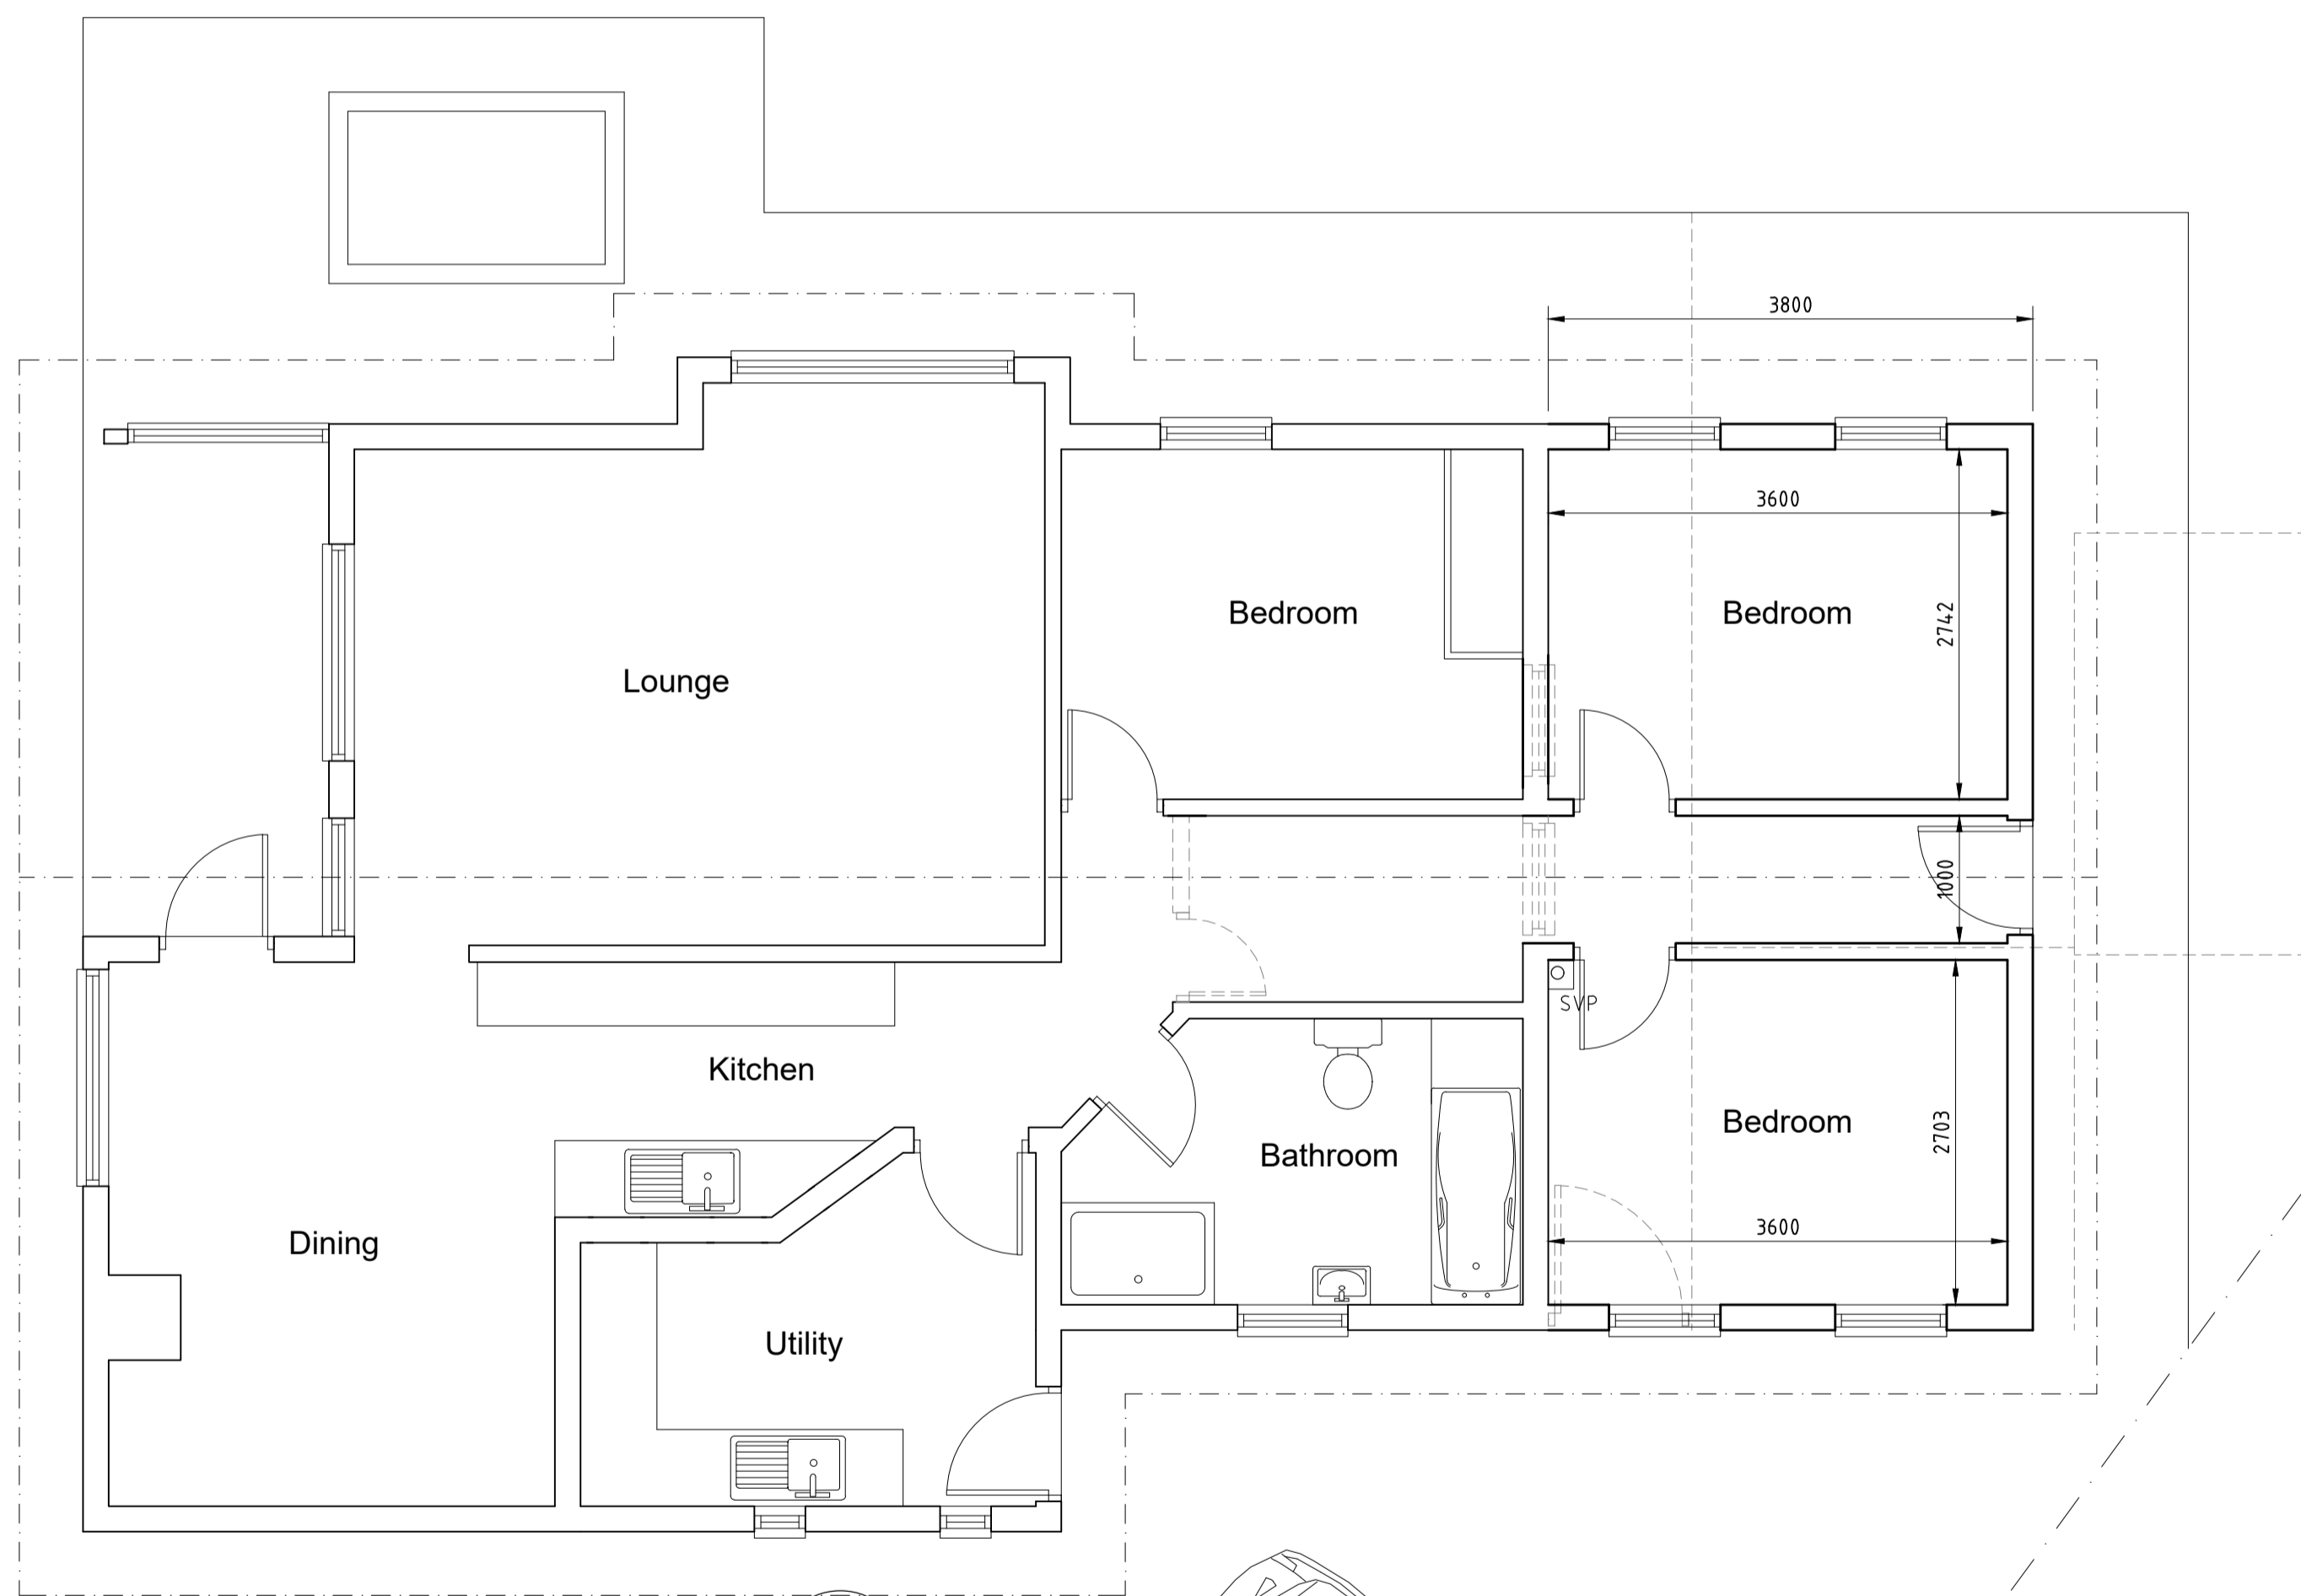 3800
3600
Bedroom
Bedroom
2742
Lounge
1000
SVP
Kitchen
Bedroom
2703
Bathroom
3600
Dining
Utility